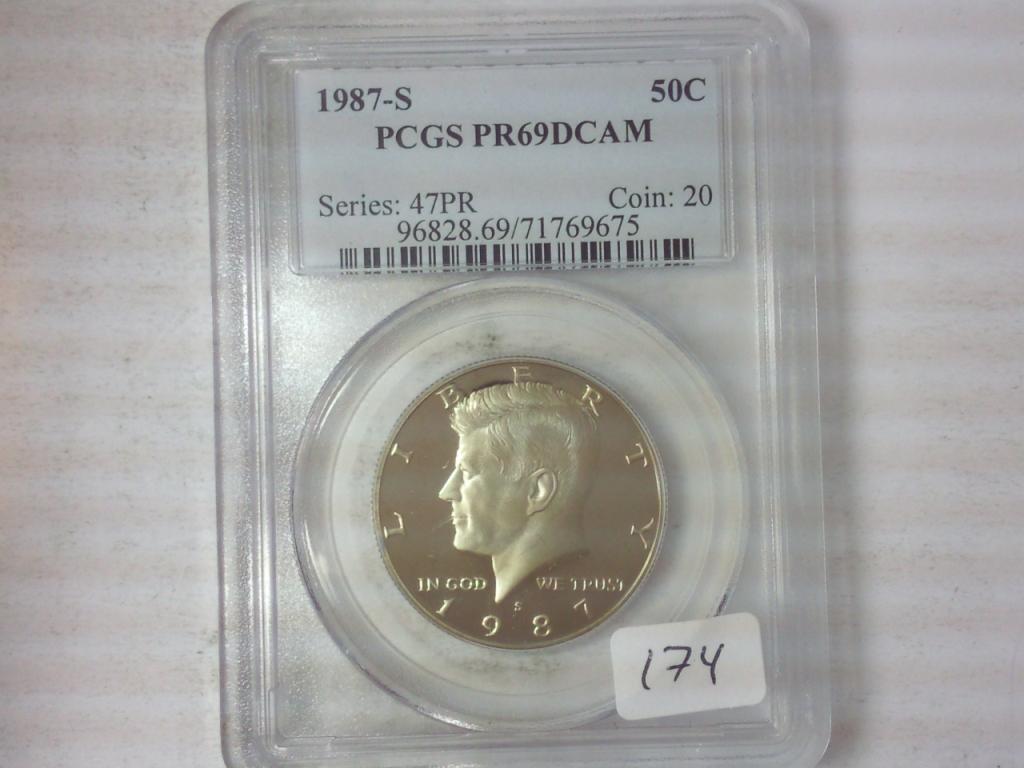 1987-S 50C
PCGS PR69DCAM
Series: 47PR Coin: 20
96828.69/71769675
LIBERTY
IN GOD WE TRUST
S
1987
174